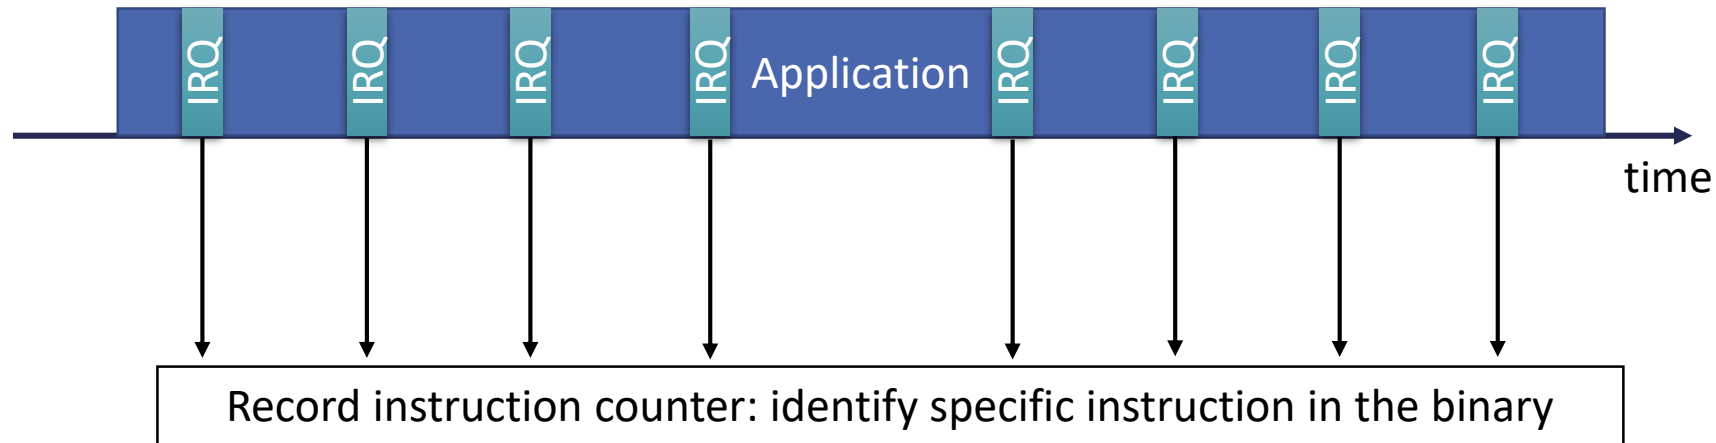 IRQ IRQ IRQ IRQ Application IRQ IRQ IRQ IRQ
time
Record instruction counter: identify specific instruction in the binary